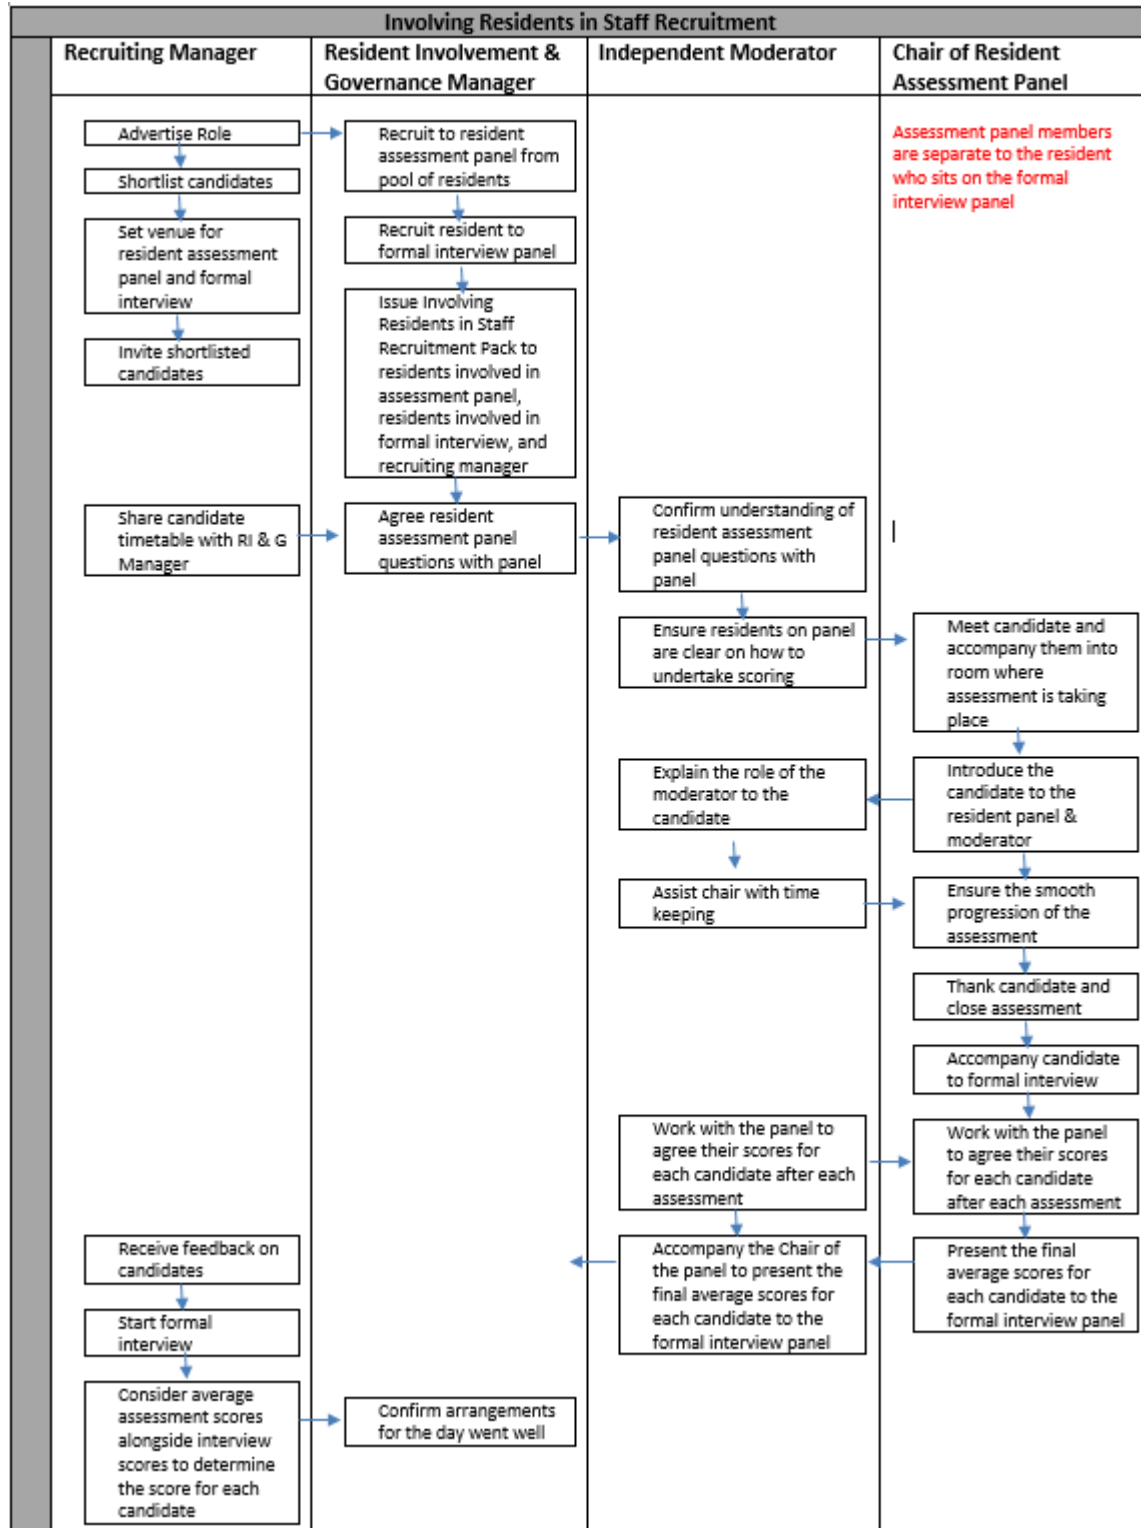 Involving Residents in Staff Recruitment
Recruiting Manager
Resident Involvement &
Governance Manager
Independent Moderator
Chair of Resident
Assessment Panel
Advertise Role
Shortlist candidates
Set venue for
resident assessment
panel and formal
interview
Invite shortlisted
candidates
Share candidate
timetable with RI & G
Manager
Receive feedback on
candidates
Start formal
interview
Consider average
assessment scores
alongside interview
scores to determine
the score for each
candidate
Recruit to resident
assessment panel from
pool of residents
Recruit resident to
formal interview panel
Issue Involving
Residents in Staff
Recruitment Pack to
residents involved in
assessment panel,
residents involved in
formal interview, and
recruiting manager
Agree resident
assessment panel
questions with panel
Confirm arrangements
for the day went well
Confirm understanding of
resident assessment
panel questions with
panel
Ensure residents on panel
are clear on how to
undertake scoring
Explain the role of the
moderator to the
candidate
Assist chair with time
keeping
Work with the panel to
agree their scores for
each candidate after each
assessment
Accompany the Chair of
the panel to present the
final average scores for
each candidate to the
formal interview panel
Assessment panel members
are separate to the resident
who sits on the formal
interview panel
Meet candidate and
accompany them into
room where
assessment is taking
place
Introduce the
candidate to the
resident panel &
moderator
Ensure the smooth
progression of the
assessment
Thank candidate and
close assessment
Accompany candidate
to formal interview
Work with the panel
to agree their scores
for each candidate
after each assessment
Present the final
average scores for
each candidate to the
formal interview panel